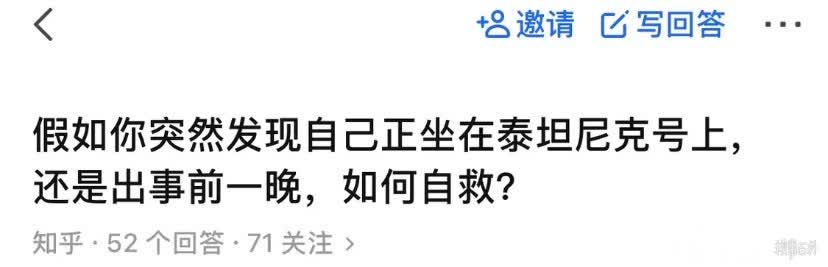 邀请 写回答
假如你突然发现自己正坐在泰坦尼克号上，
还是出事前一晚，如何自救？
知乎 · 52 个回答 · 71 关注